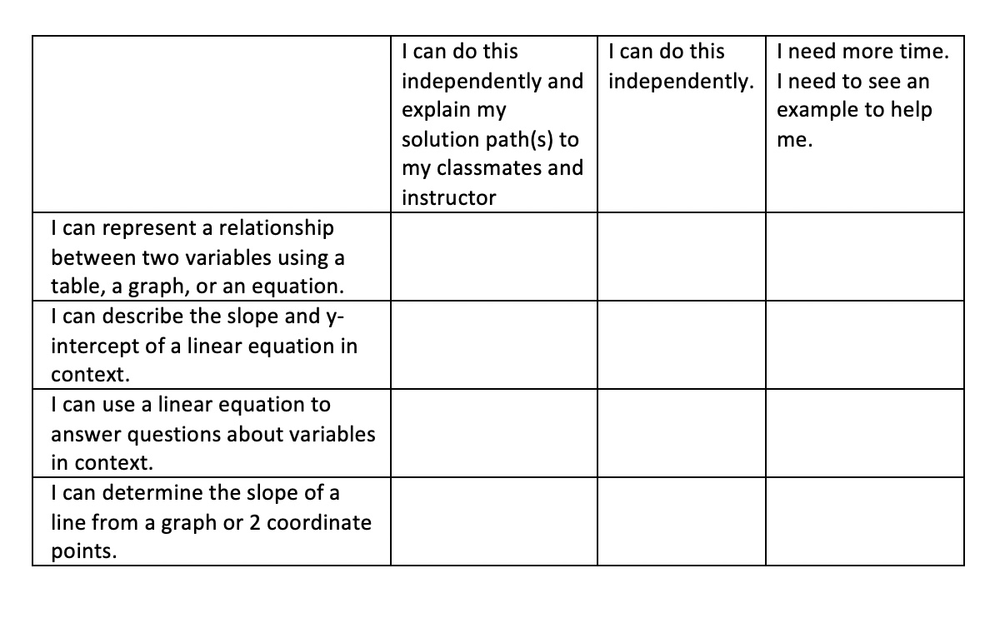 I can do this
independently and
explain my
solution path(s) to
my classmates and
instructor
I can do this
independently.
I need more time.
I need to see an
example to help
me.
I can represent a relationship
between two variables using a
table, a graph, or an equation.
I can describe the slope and y-
intercept of a linear equation in
context.
I can use a linear equation to
answer questions about variables
in context.
I can determine the slope of a
line from a graph or 2 coordinate
points.